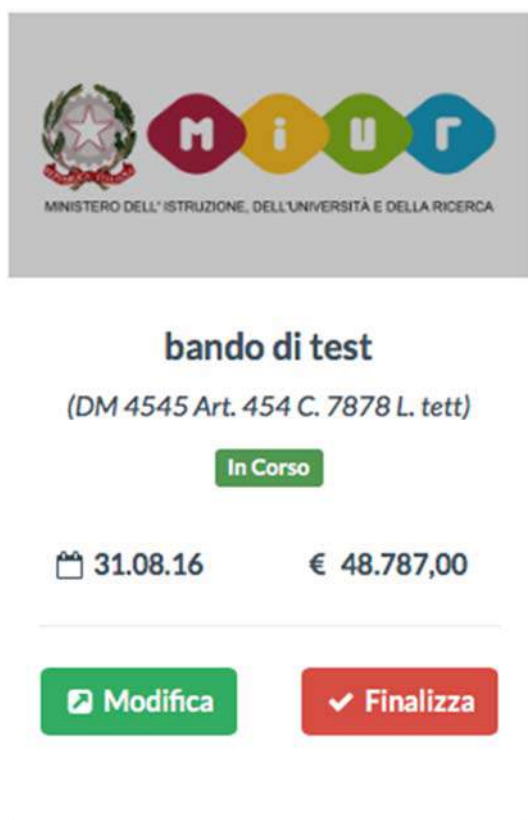 Miur
MINISTERO DELL' ISTRUZIONE, DELL'UNIVERSITÀ E DELLA RICERCA
bando di test
(DM 4545 Art. 454 C. 7878 L. tett)
In Corso
31.08.16 € 48.787,00
Modifica Finalizza